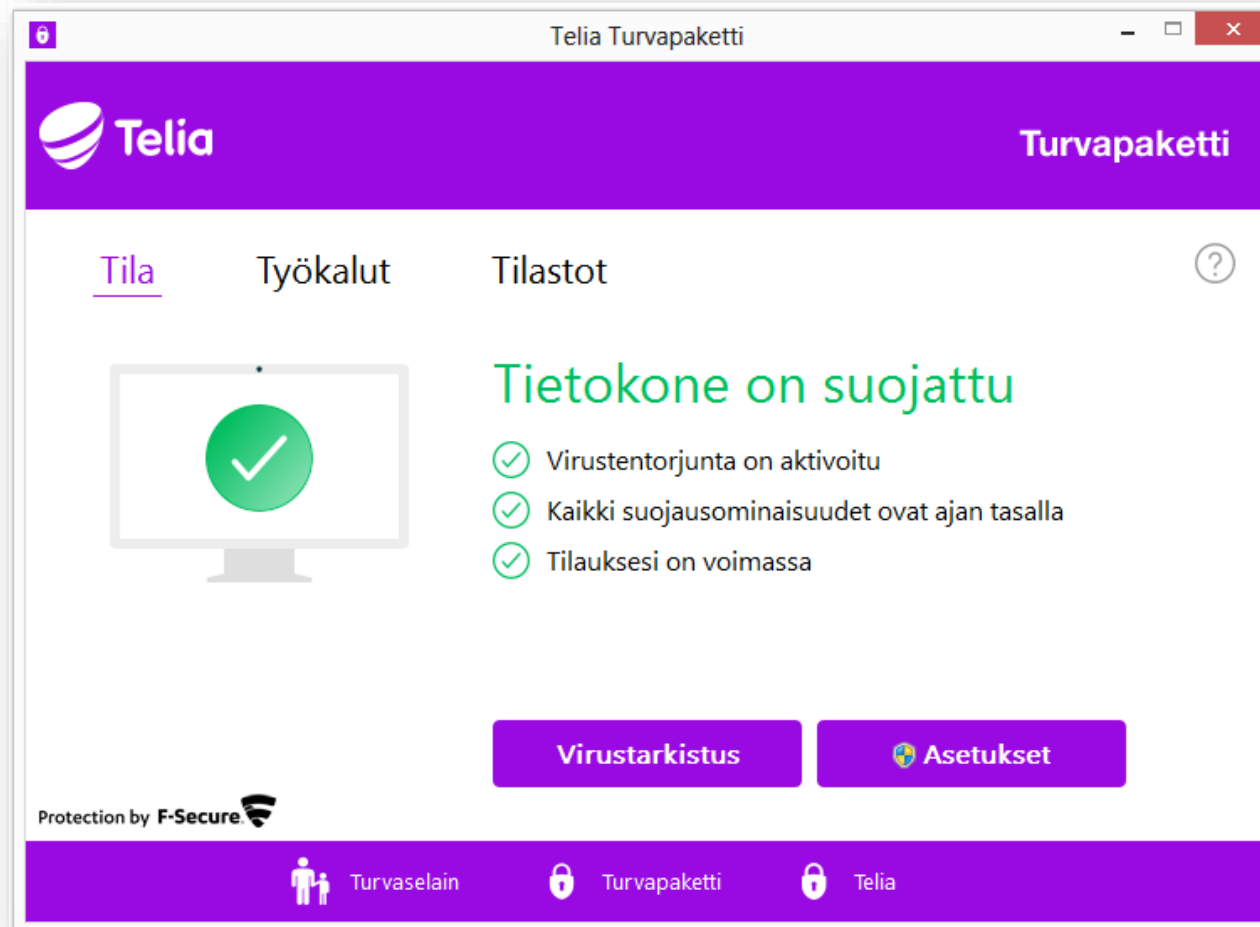 Telia Turvapaketti
Telia
Turvapaketti
Tila Työkalut Tilastot ?
Tietokone on suojattu
Virustentorjunta on aktivoitu
Kaikki suojausominaisuudet ovat ajan tasalla
Tilauksesi on voimassa
Virustarkistus Asetukset
Protection by F-Secure.
Turvaselain Turvapaketti Telia